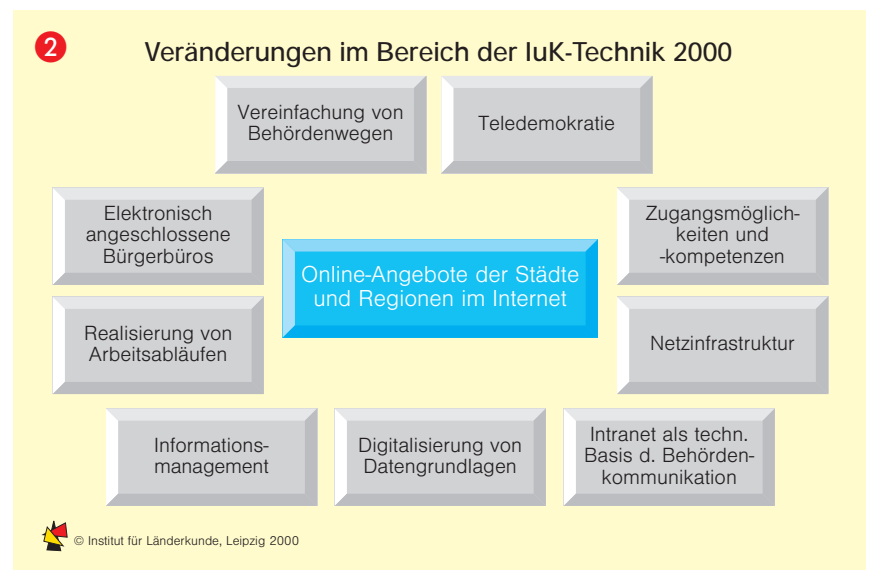 2
Veränderungen im Bereich der IuK-Technik 2000
Vereinfachung von
Behördenwegen
Teledemokratie
Elektronisch
angeschlossene
Bürgerbüros
Zugangsmöglich-
keiten und
-kompetenzen
Online-Angebote der Städte
und Regionen im Internet
Realisierung von
Arbeitsabläufen
Netzinfrastruktur
Informations-
management
Digitalisierung von
Datengrundlagen
Intranet als techn.
Basis d. Behörden-
kommunikation
© Institut für Länderkunde, Leipzig 2000